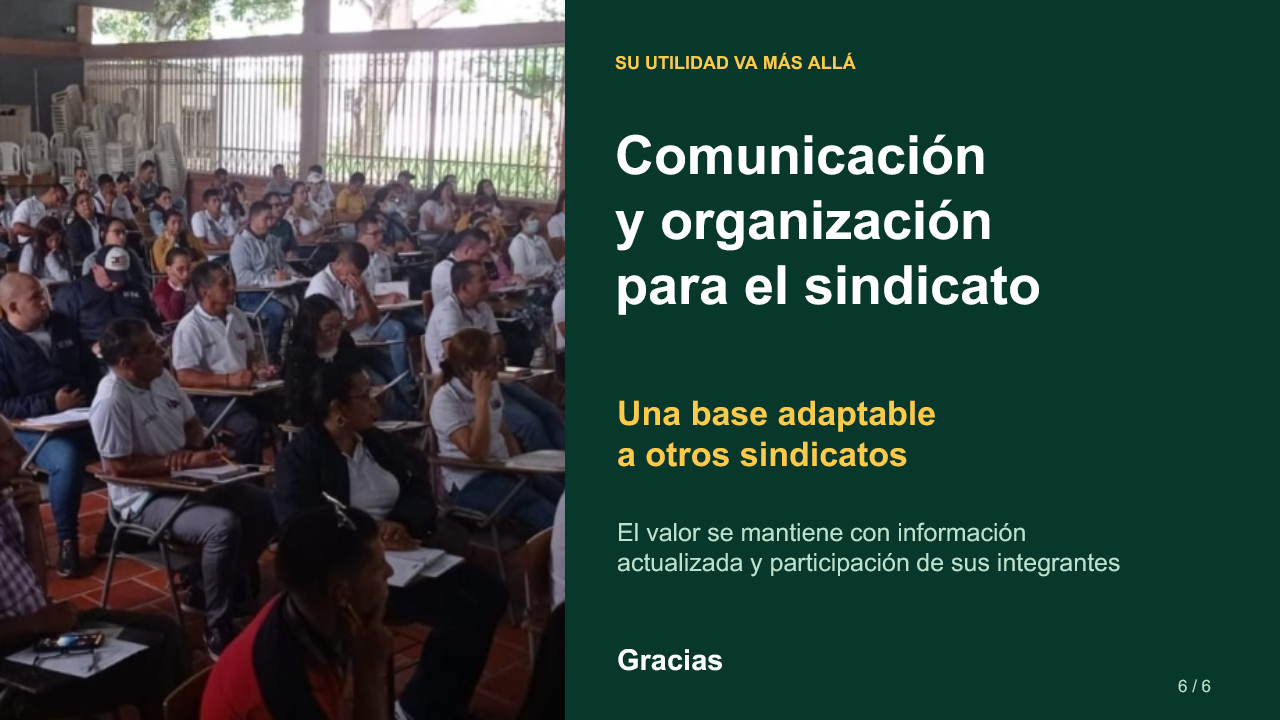 SU UTILIDAD VA MÁS ALLÁ
Comunicación
y organización
para el sindicato
Una base adaptable
a otros sindicatos
El valor se mantiene con información
actualizada y participación de sus integrantes
Gracias
6 / 6